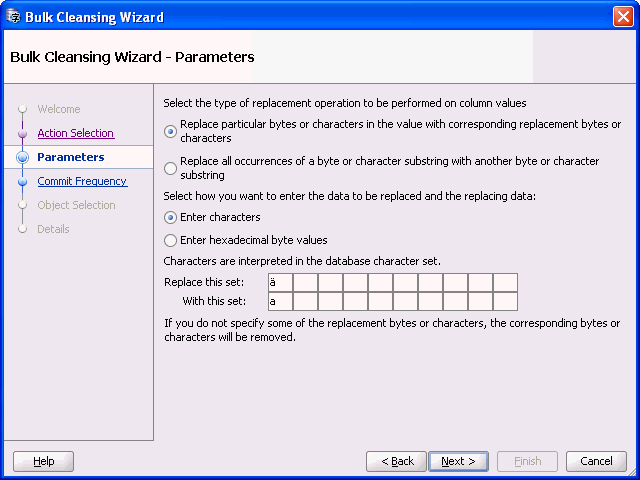 Bulk Cleansing Wizard
Bulk Cleansing Wizard - Parameters
Welcome
Action Selection
Parameters
Commit Frequency
Object Selection
Details
Select the type of replacement operation to be performed on column values
Replace particular bytes or characters in the value with corresponding replacement bytes or
characters
Replace all occurrences of a byte or character substring with another byte or character
substring
Select how you want to enter the data to be replaced and the replacing data:
Enter characters
Enter hexadecimal byte values
Characters are interpreted in the database character set.
Replace this set: ä
With this set: a
If you do not specify some of the replacement bytes or characters, the corresponding bytes or
characters will be removed.
Help < Back Next > Finish Cancel